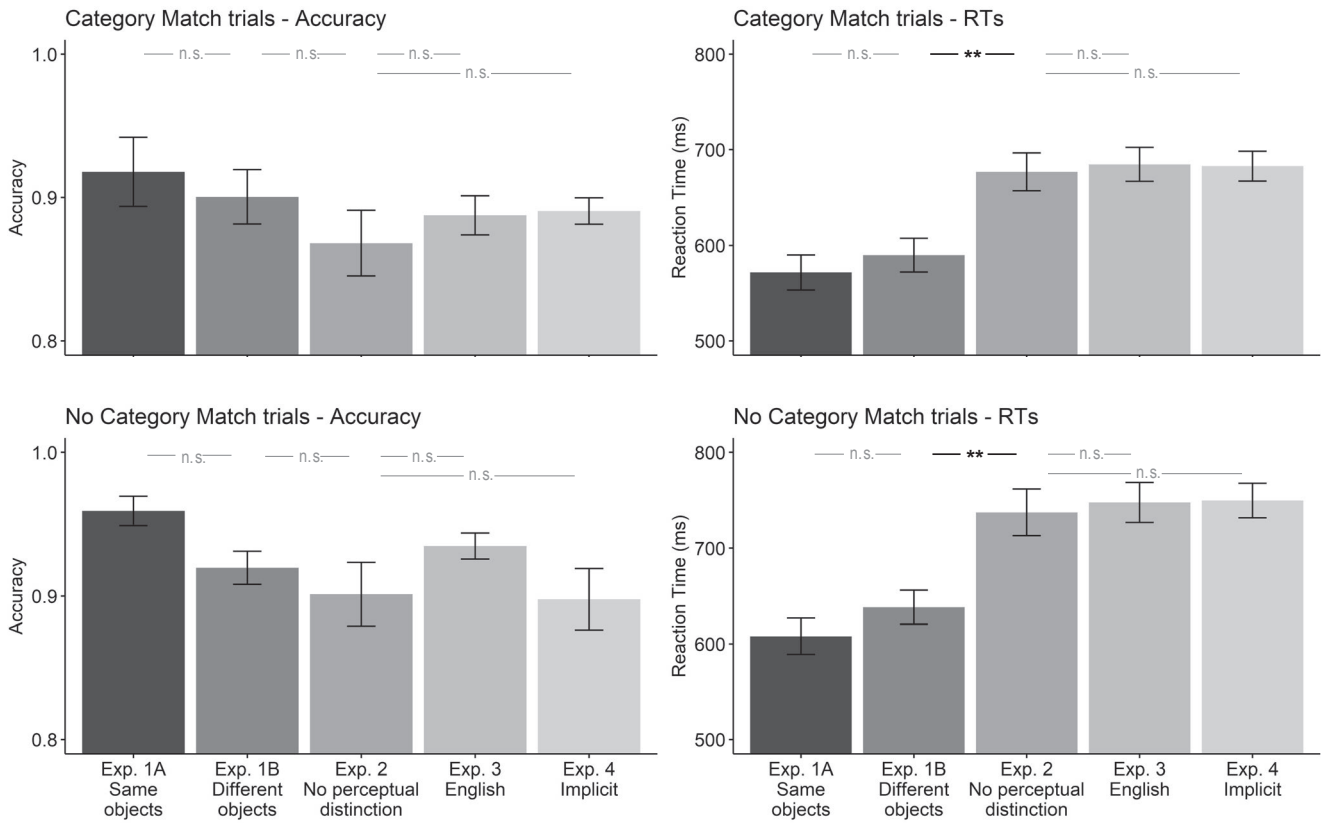 Category Match trials - Accuracy
1.0
n.s.
n.s.
n.s.
n.s.
0.9
0.8
Accuracy
Category Match trials - RTs
800
n.s.
**
n.s.
n.s.
700
600
500
Reaction Time (ms)
No Category Match trials - Accuracy
1.0
n.s.
n.s.
n.s.
n.s.
0.9
0.8
Accuracy
Exp. 1A
Same
objects
Exp. 1B
Different
objects
Exp. 2
No perceptual
distinction
Exp. 3
English
Exp. 4
Implicit
No Category Match trials - RTs
800
n.s.
**
n.s.
n.s.
700
600
500
Reaction Time (ms)
Exp. 1A
Same
objects
Exp. 1B
Different
objects
Exp. 2
No perceptual
distinction
Exp. 3
English
Exp. 4
Implicit